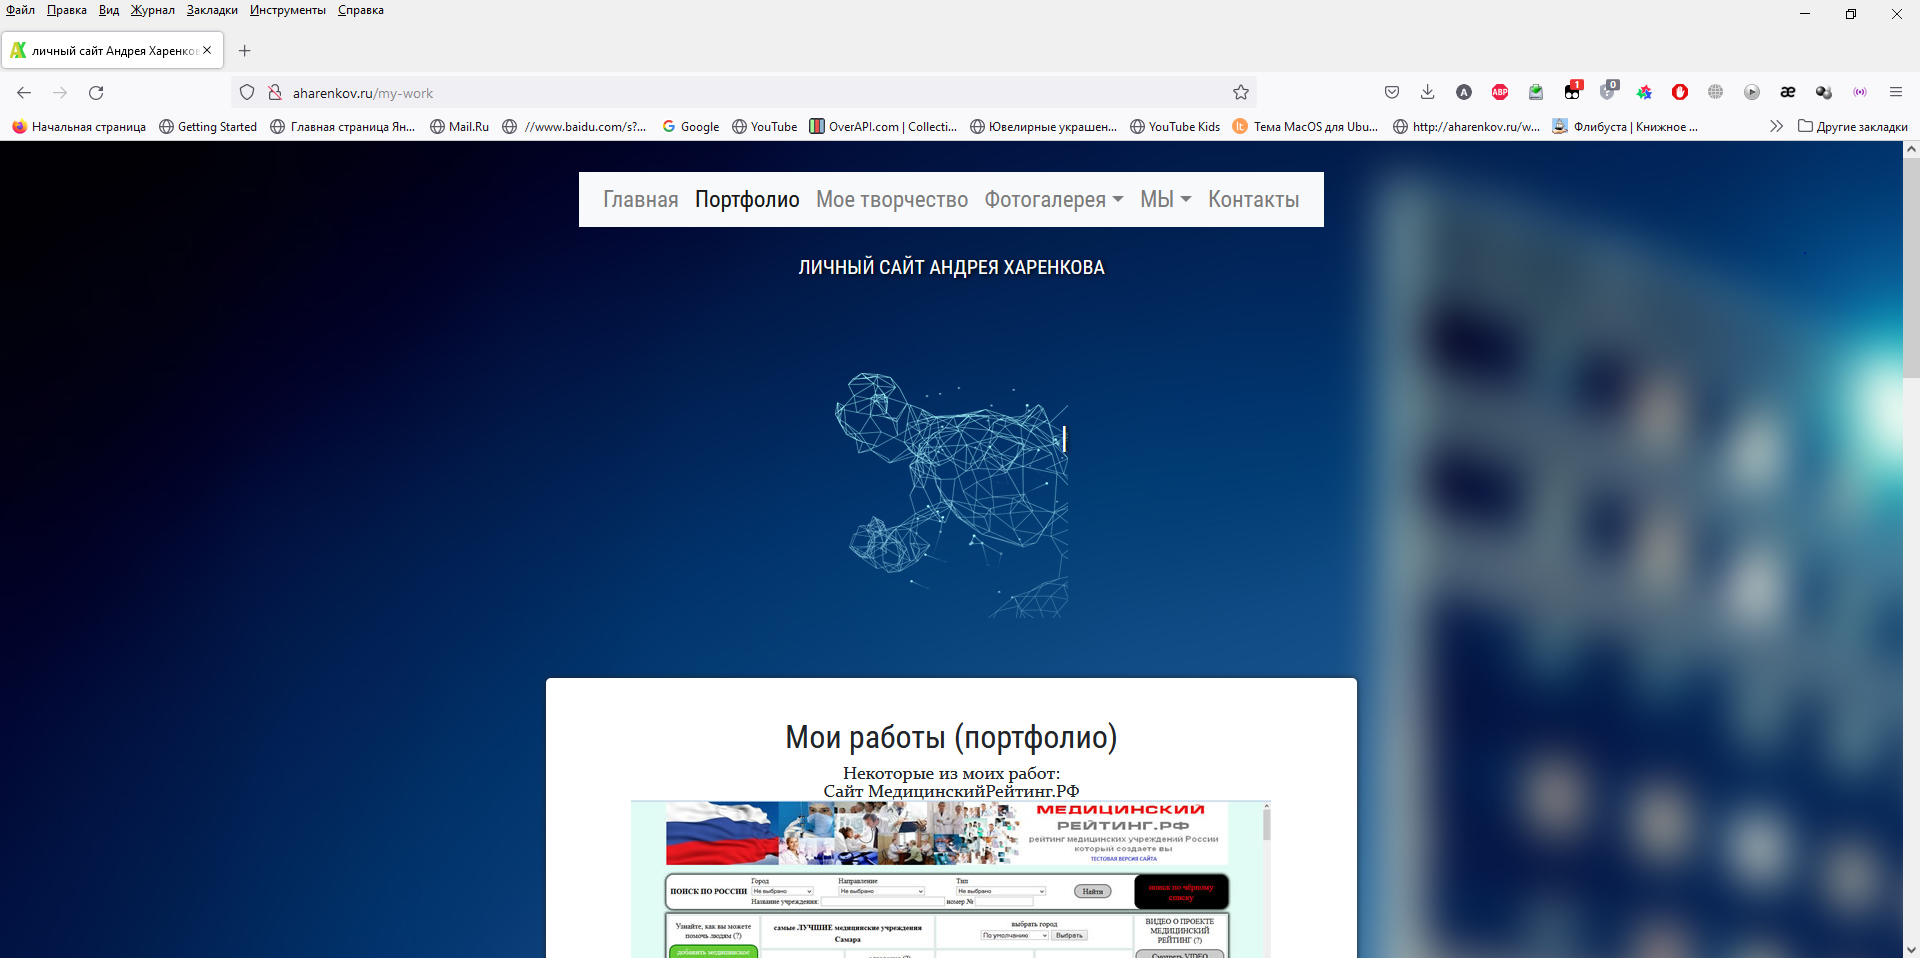 Файл Правка Вид Журнал Закладки Инструменты Справка
личный сайт Андрея Харенков
aharenkov.ru/my-work
1 0
A ABP æ
Начальная страница Getting Started Главная страница Ян... Mail.Ru //www.baidu.com/s?... Google YouTube OverAPI.com | Collecti... Ювелирные украшен... YouTube Kids Тема MacOS для Ubu... http://aharenkov.ru/w... Флибуста | Книжное ... Другие закладки
Главная Портфолио Мое творчество Фотогалерея МЫ Контакты
ЛИЧНЫЙ САЙТ АНДРЕЯ ХАРЕНКОВА
Мои работы (портфолио)
Некоторые из моих работ:
Сайт МедицинскийРейтинг.РФ
МЕДИЦИНСКИЙ
РЕЙТИНГ.РФ
рейтинг медицинских учреждений России
который создаете вы
ТЕСТОВАЯ ВЕРСИЯ САЙТА
Город Направление Тип
ПОИСК ПО РОССИИ Не выбрано Не выбрано Не выбрано Найти
поиск по чёрному
списку
Название учреждения: номер №
Узнайте, как вы можете
помочь людям (?)
добавить медицинское
самые ЛУЧШИЕ медицинские учреждения
Самара
выбрать город
По умолчанию Выбрать
ВИДЕО О ПРОЕКТЕ
МЕДИЦИНСКИЙ
РЕЙТИНГ (?)
Смотреть VIDEO